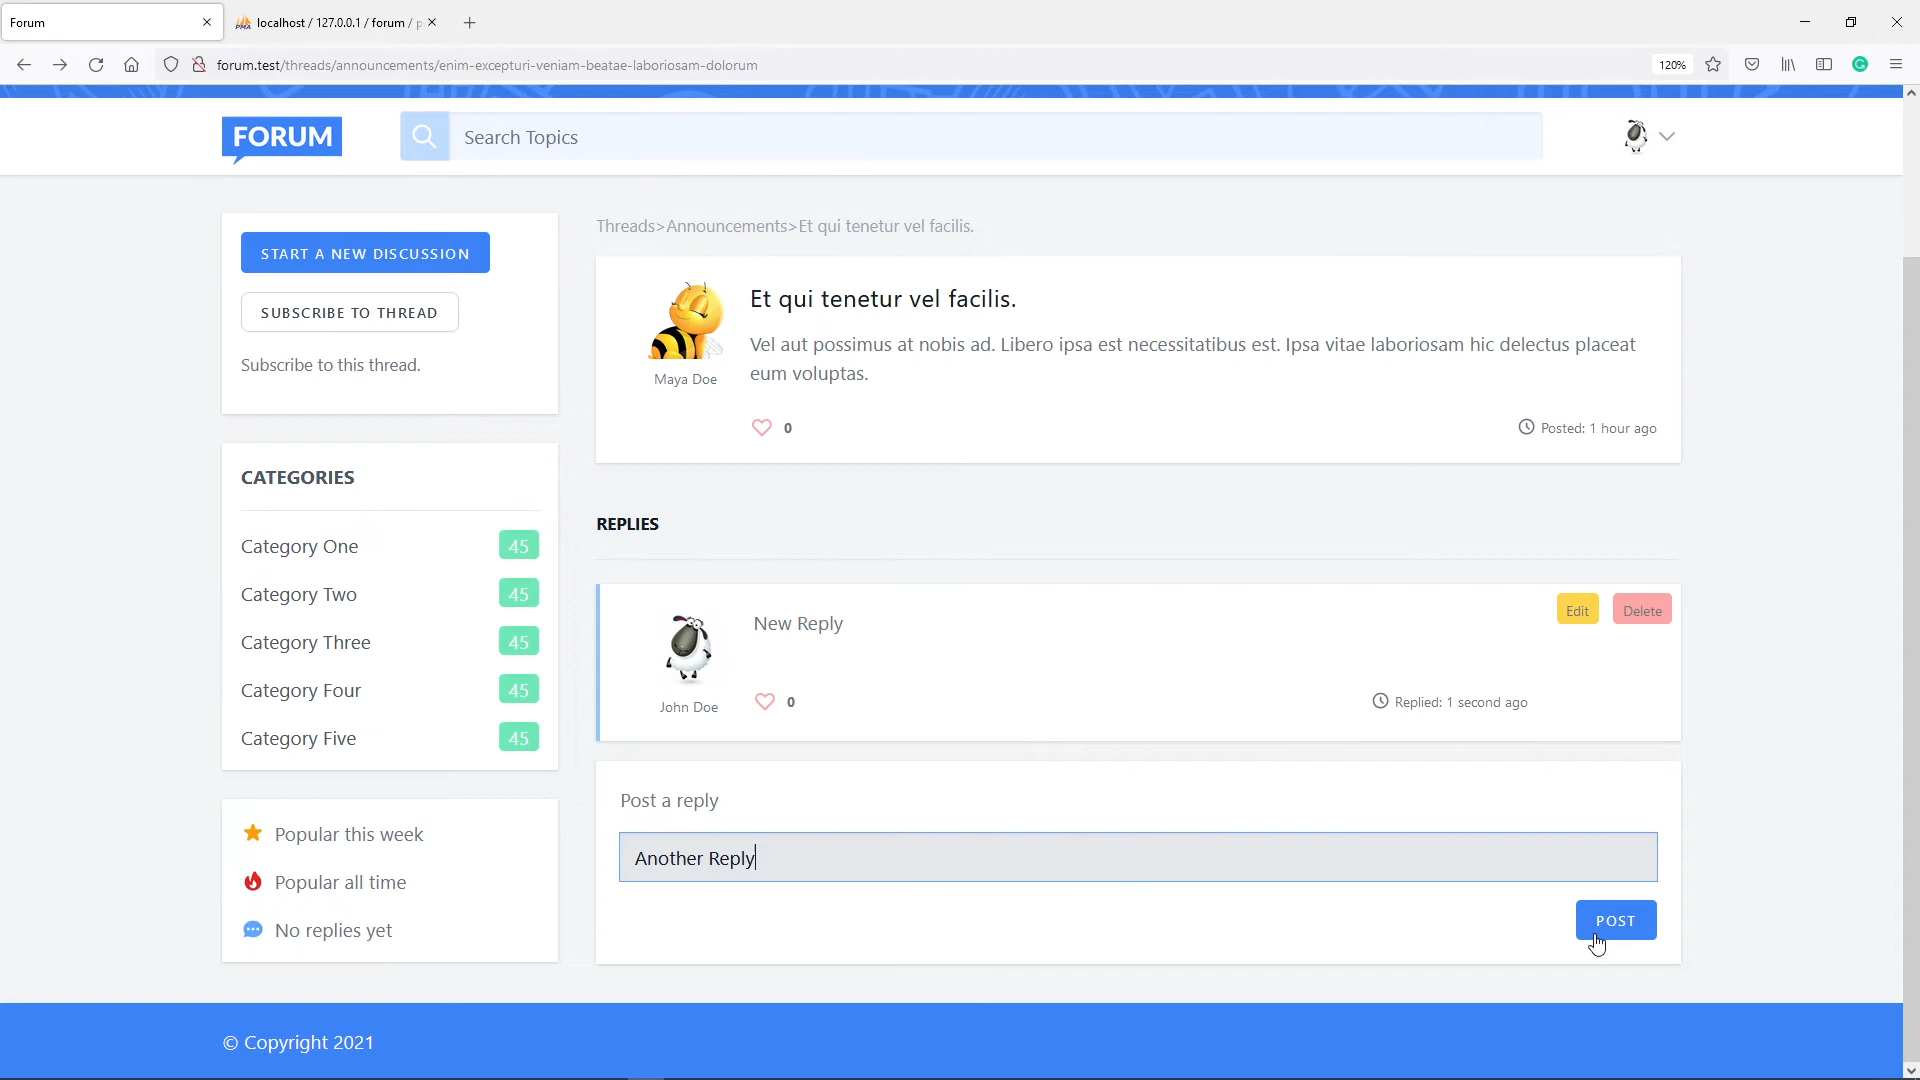 Forum
PMA localhost / 127.0.0.1 / forum / p
forum.test/threads/announcements/enim-excepturi-veniam-beatae-laboriosam-dolorum
120%
FORUM
Search Topics
START A NEW DISCUSSION
SUBSCRIBE TO THREAD
Subscribe to this thread.
CATEGORIES
Category One 45
Category Two 45
Category Three 45
Category Four 45
Category Five 45
Popular this week
Popular all time
No replies yet
Threads>Announcements>Et qui tenetur vel facilis.
Et qui tenetur vel facilis.
Vel aut possimus at nobis ad. Libero ipsa est necessitatibus est. Ipsa vitae laboriosam hic delectus placeat
eum voluptas.
Maya Doe
0
Posted: 1 hour ago
REPLIES
New Reply
Edit
Delete
John Doe
0
Replied: 1 second ago
Post a reply
Another Reply
POST
© Copyright 2021